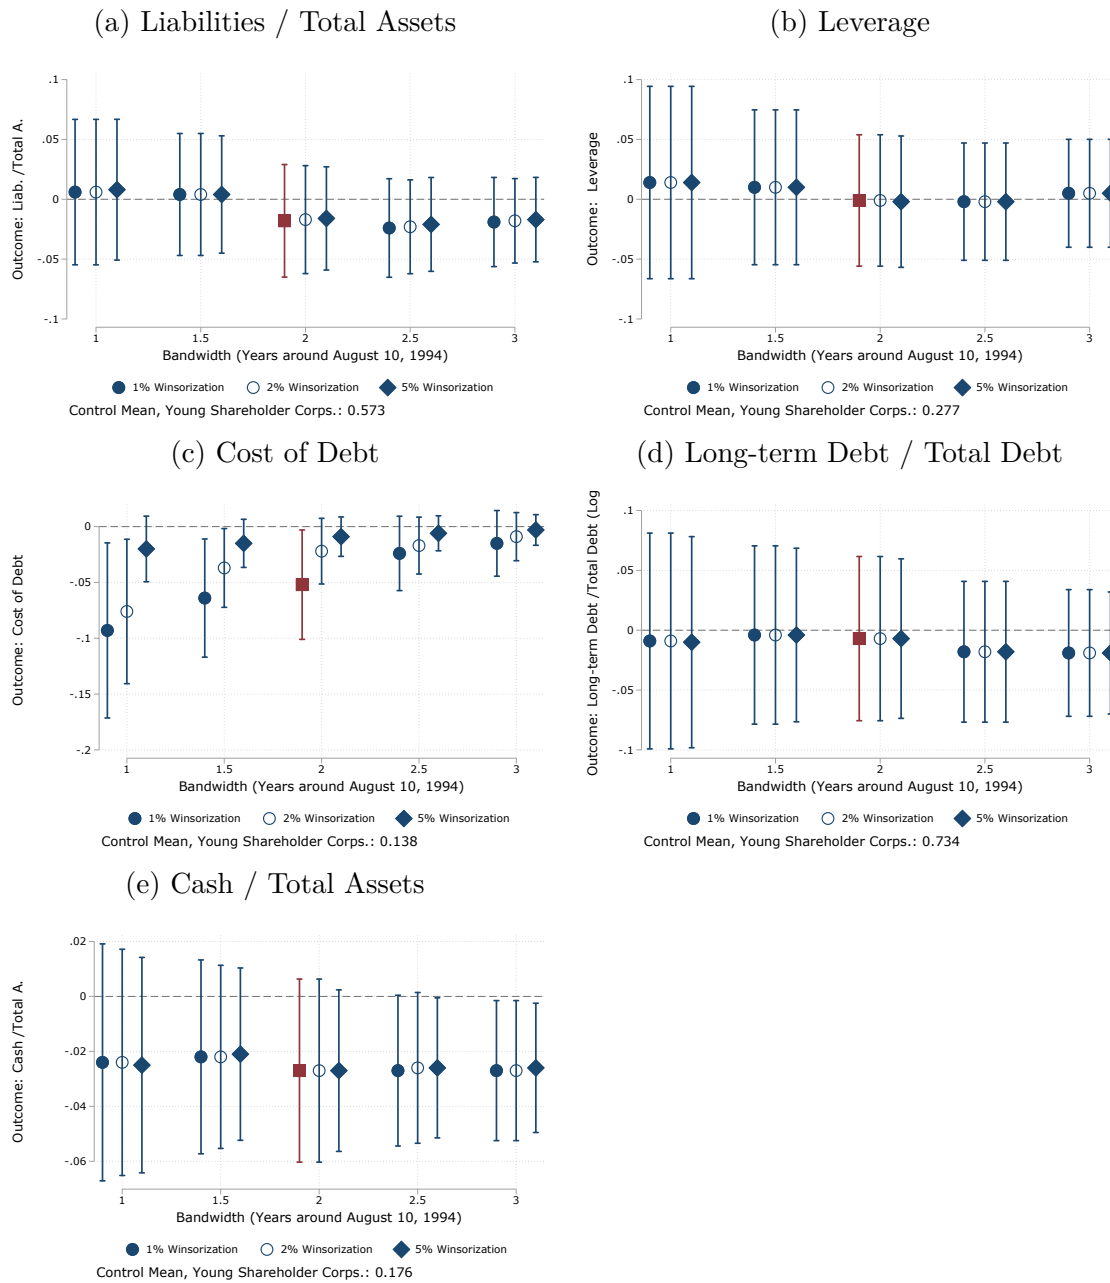 (a) Liabilities / Total Assets
Outcome: Liab. /Total A.
.1
.05
0
-.05
-.1
1 1.5 2 2.5 3
Bandwidth (Years around August 10, 1994)
1% Winsorization 2% Winsorization 5% Winsorization
Control Mean, Young Shareholder Corps.: 0.573
(b) Leverage
Outcome: Leverage
.1
.05
0
-.05
-.1
1 1.5 2 2.5 3
Bandwidth (Years around August 10, 1994)
1% Winsorization 2% Winsorization 5% Winsorization
Control Mean, Young Shareholder Corps.: 0.277
(c) Cost of Debt
Outcome: Cost of Debt
0
-.05
-.1
-.15
-.2
1 1.5 2 2.5 3
Bandwidth (Years around August 10, 1994)
1% Winsorization 2% Winsorization 5% Winsorization
Control Mean, Young Shareholder Corps.: 0.138
(d) Long-term Debt / Total Debt
Outcome: Long-term Debt /Total Debt (Log
.1
.05
0
-.05
-.1
1 1.5 2 2.5 3
Bandwidth (Years around August 10, 1994)
1% Winsorization 2% Winsorization 5% Winsorization
Control Mean, Young Shareholder Corps.: 0.734
(e) Cash / Total Assets
Outcome: Cash /Total A.
.02
0
-.02
-.04
-.06
1 1.5 2 2.5 3
Bandwidth (Years around August 10, 1994)
1% Winsorization 2% Winsorization 5% Winsorization
Control Mean, Young Shareholder Corps.: 0.176